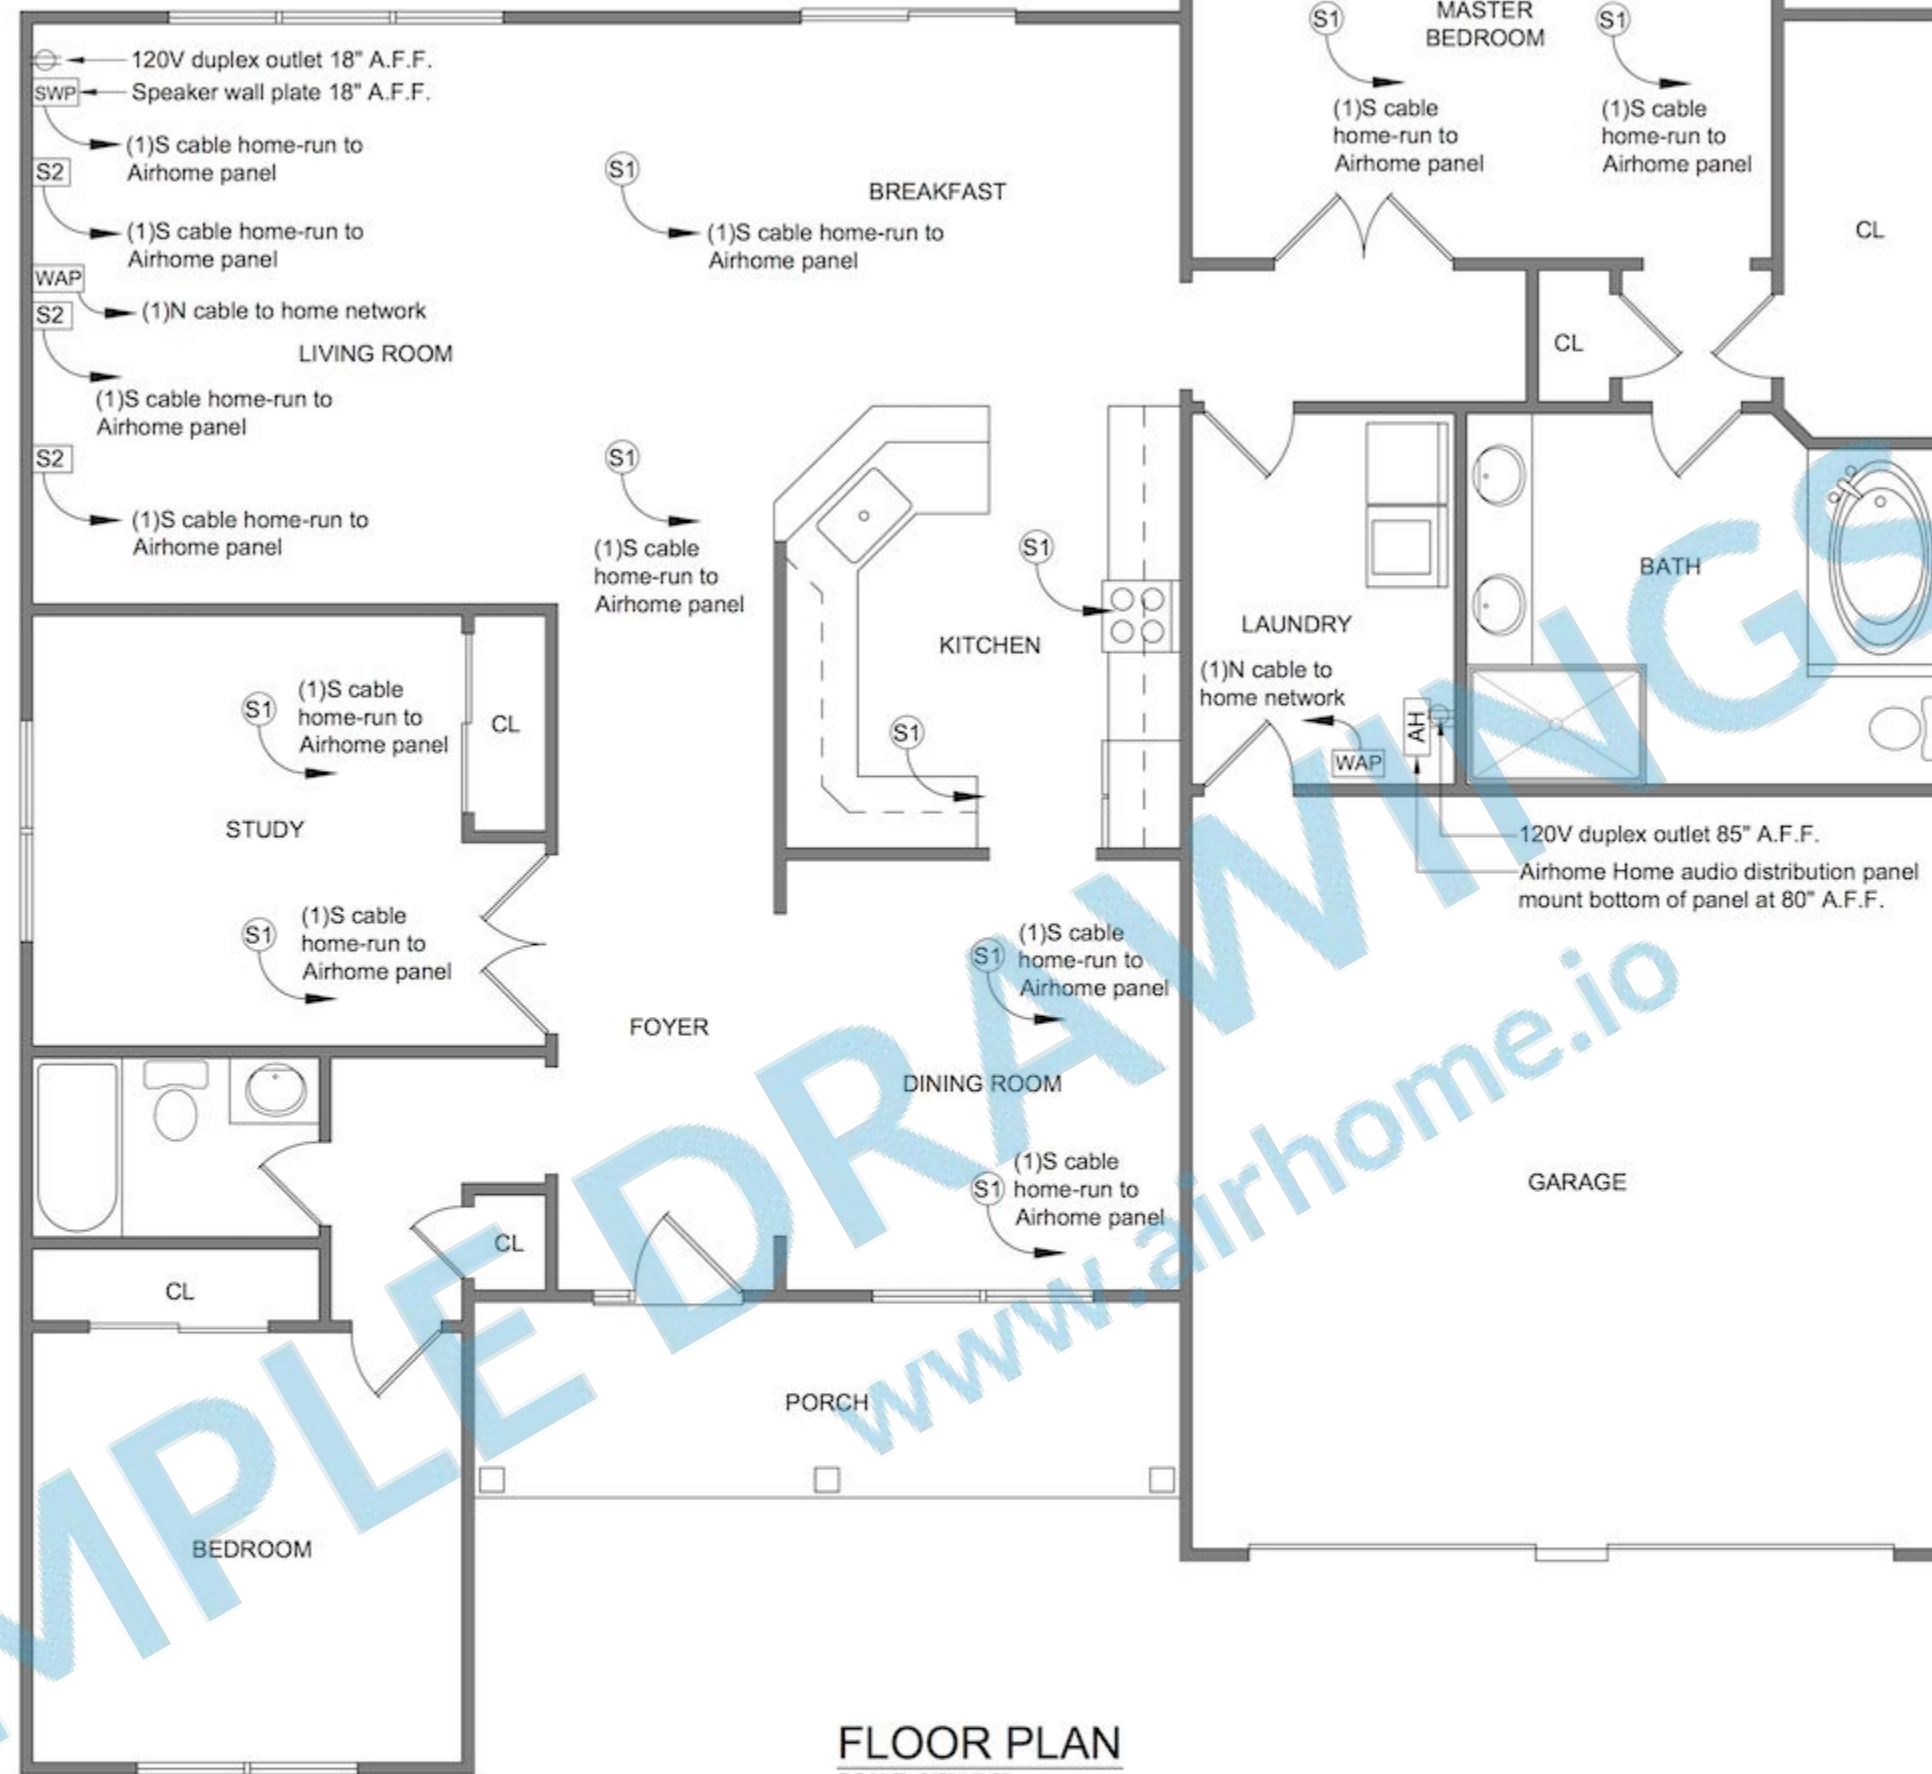 S1
MASTER
BEDROOM
S1
120V duplex outlet 18" A.F.F.
SWP
Speaker wall plate 18" A.F.F.
(1)S cable home-run to
Airhome panel
S2
(1)S cable home-run to
Airhome panel
WAP
(1)N cable to home network
S2
LIVING ROOM
(1)S cable home-run to
Airhome panel
S2
(1)S cable home-run to
Airhome panel
S1
BREAKFAST
(1)S cable home-run to
Airhome panel
(1)S cable
home-run to
Airhome panel
(1)S cable
home-run to
Airhome panel
CL
CL
S1
(1)S cable
home-run to
Airhome panel
S1
KITCHEN
S1
LAUNDRY
(1)N cable to
home network
WAP
AH
BATH
120V duplex outlet 85" A.F.F.
Airhome Home audio distribution panel
mount bottom of panel at 80" A.F.F.
S1
(1)S cable
home-run to
Airhome panel
CL
STUDY
S1
(1)S cable
home-run to
Airhome panel
FOYER
S1
(1)S cable
home-run to
Airhome panel
DINING ROOM
S1
(1)S cable
home-run to
Airhome panel
GARAGE
CL
CL
PORCH
BEDROOM
MPLE DRAWINGS
www.airhome.io
FLOOR PLAN